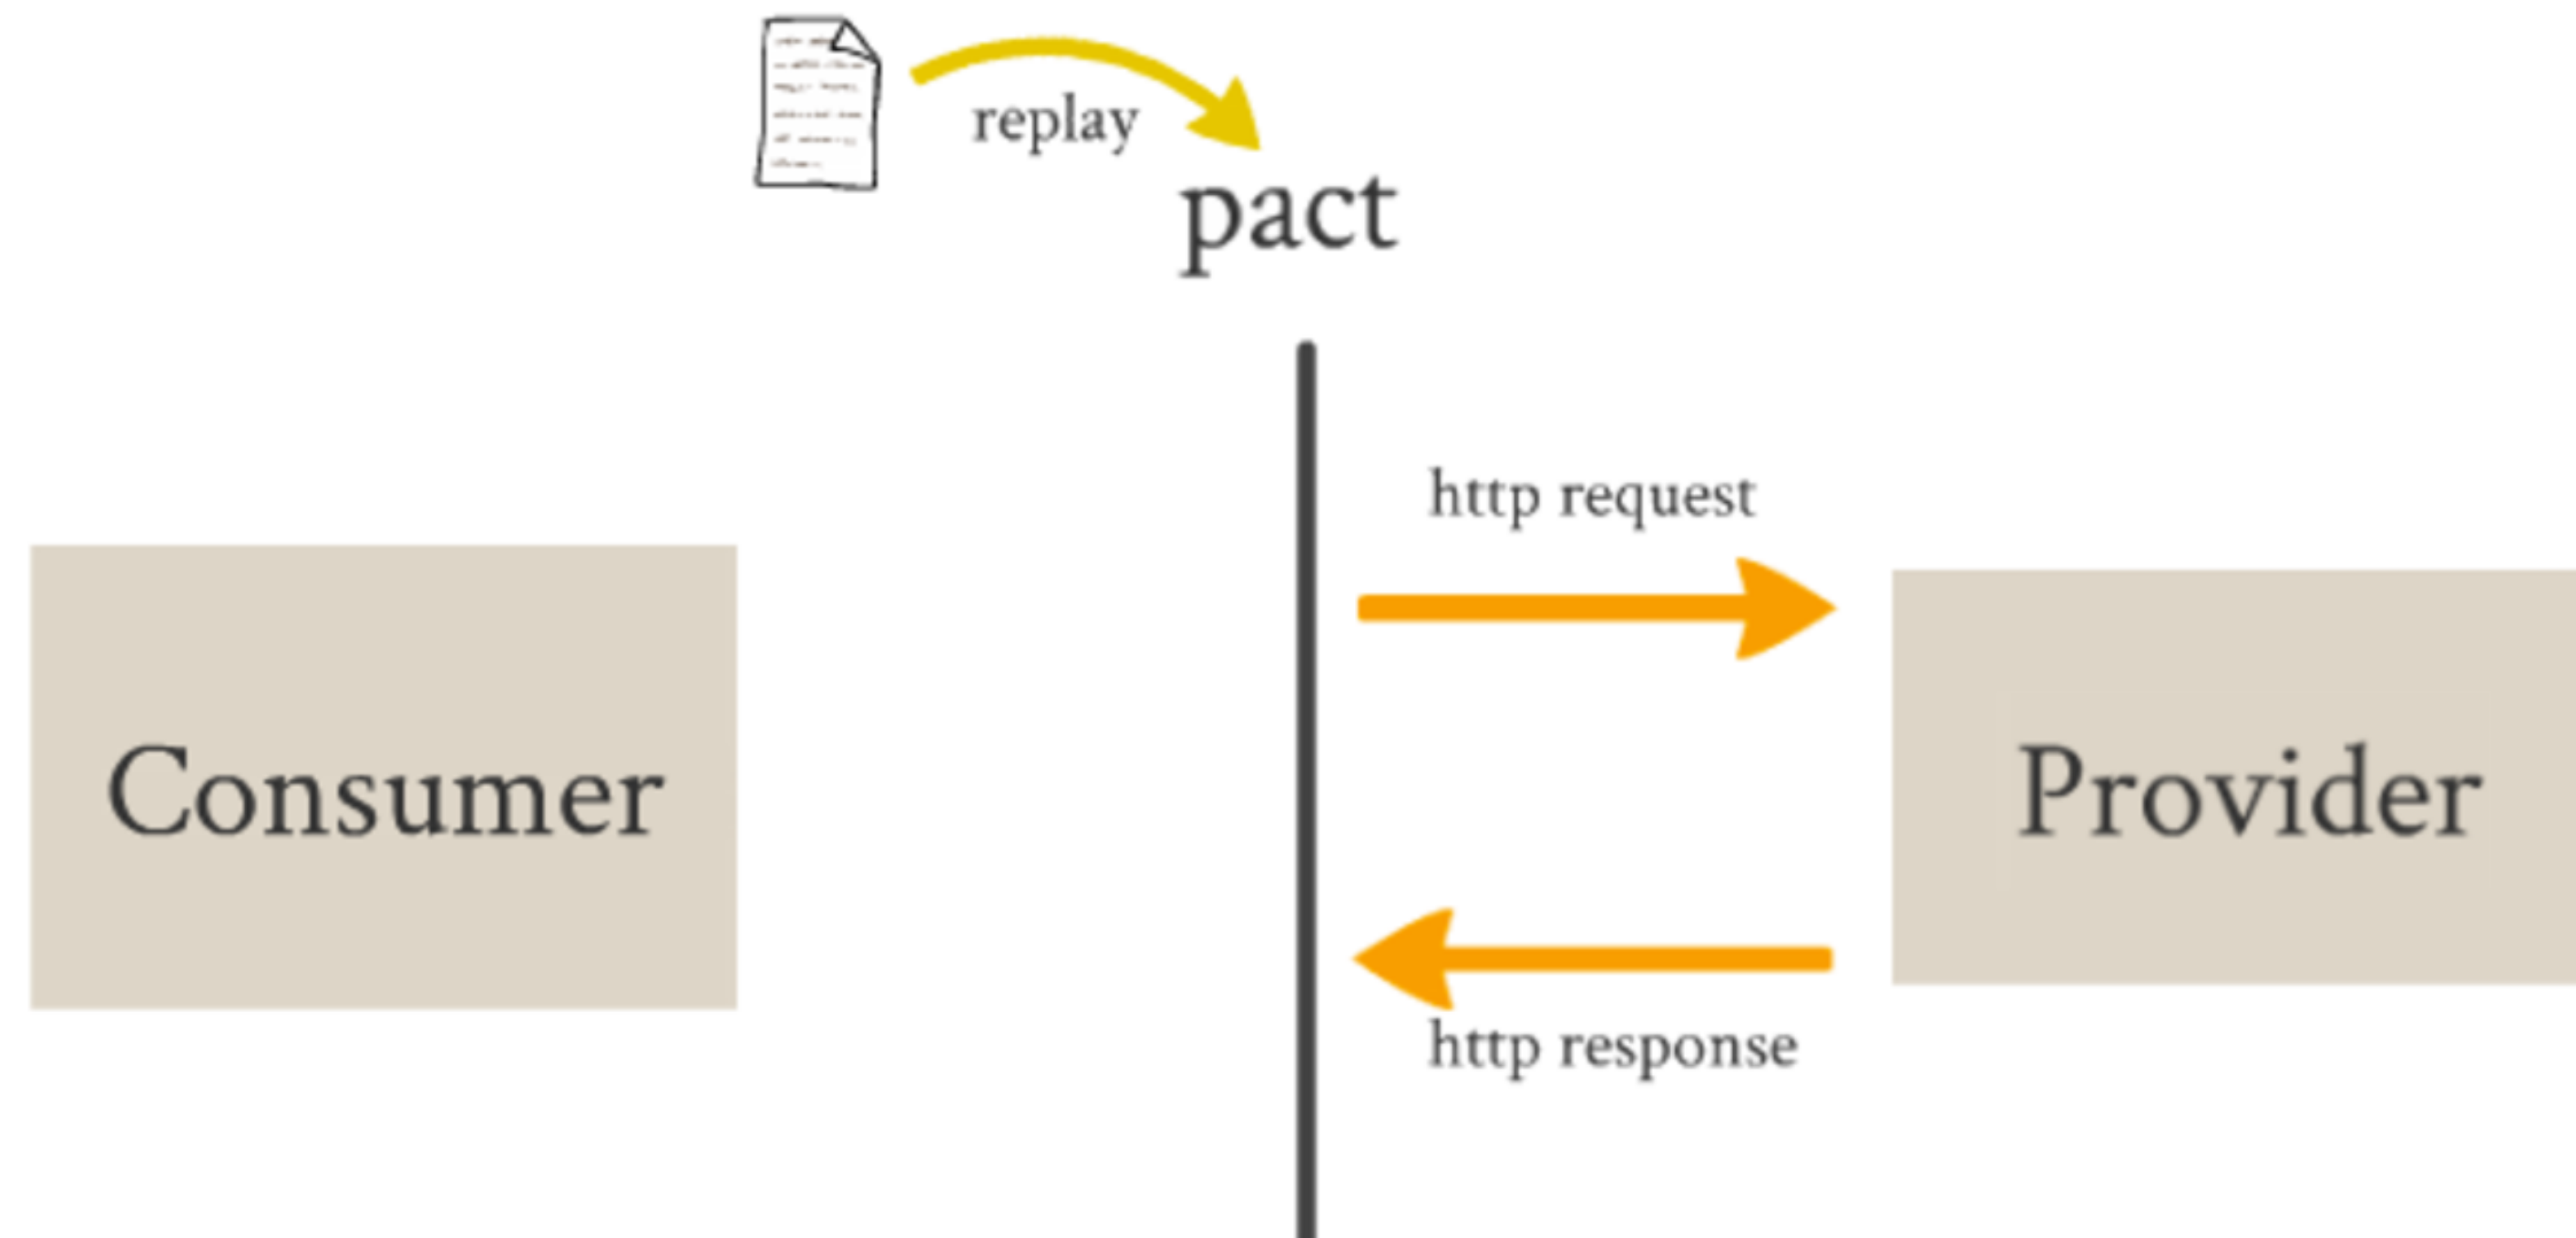 replay
pact
http request
Consumer
Provider
http response